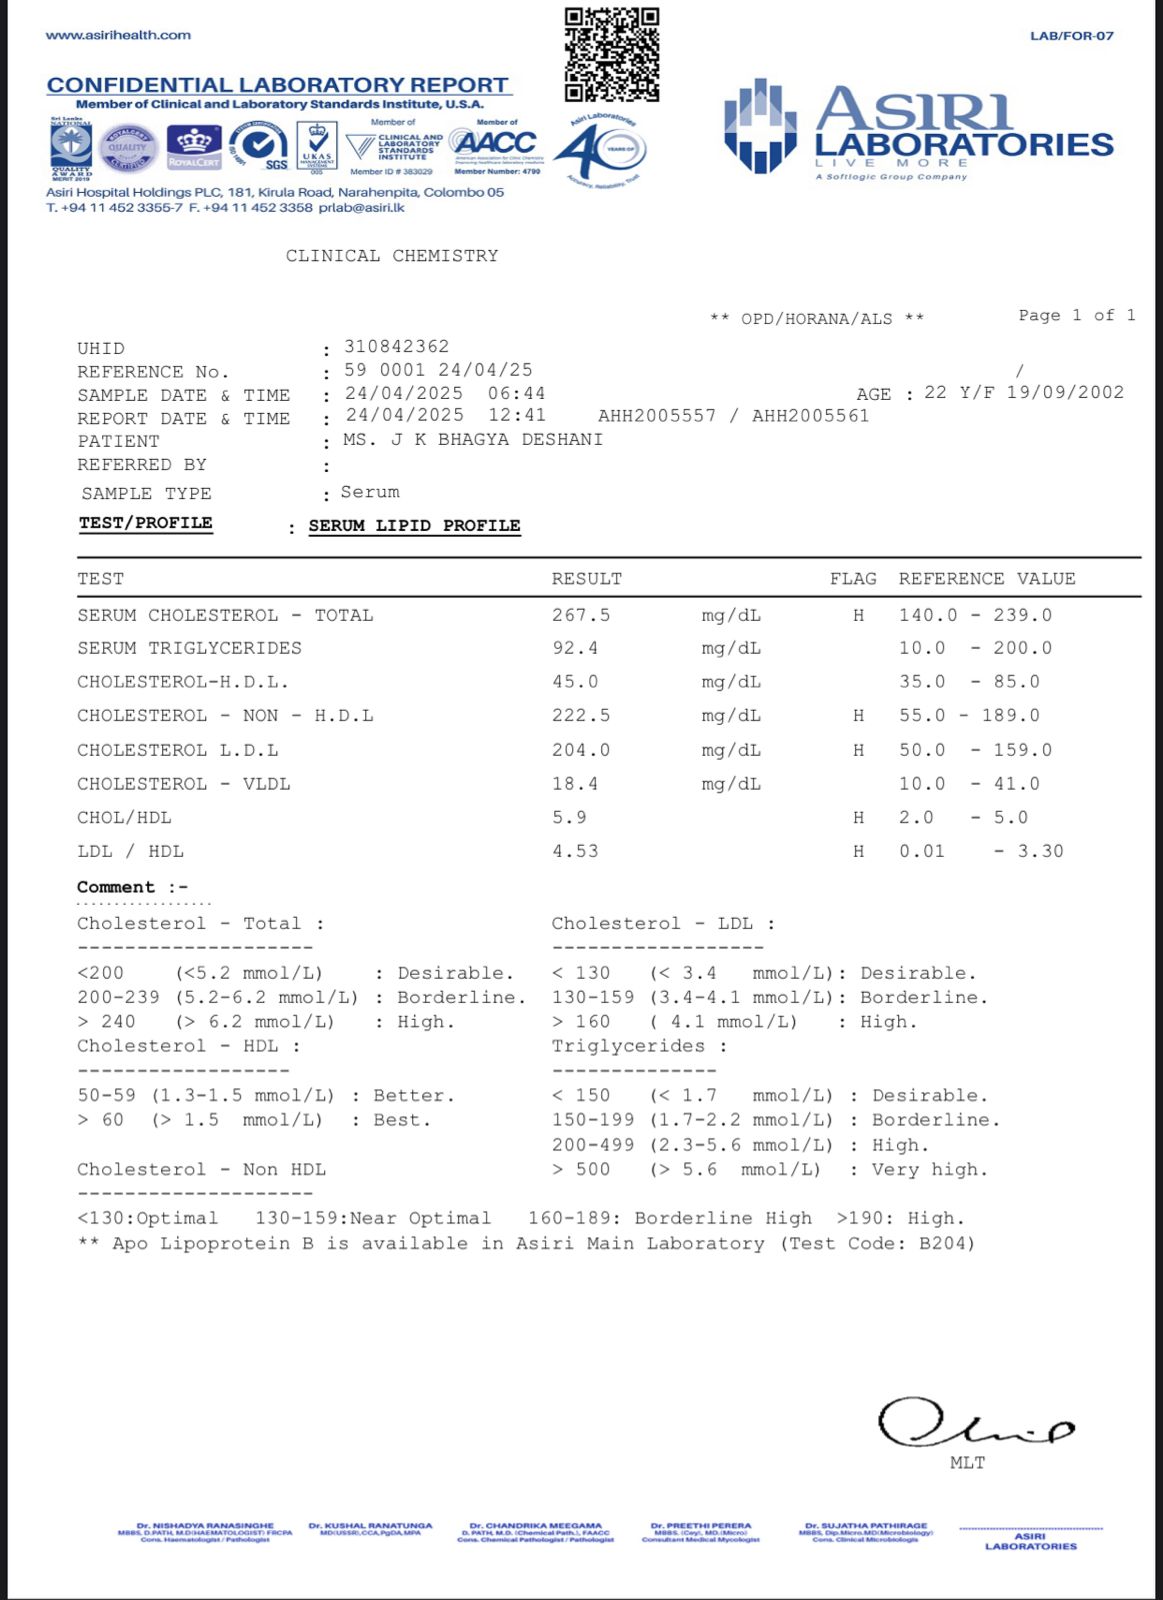 www.asirihealth.com
LAB/FOR-07
CONFIDENTIAL LABORATORY REPORT
Member of Clinical and Laboratory Standards Institute, U.S.A.
Sri Lanka
NATIONAL
QUALITY
AWARD
MERIT 2019
QUALITY
ROYALCERT
SGS
UKAS
MANAGEMENT
SYSTEMS
005
Member of
CLINICAL AND
LABORATORY
STANDARDS
INSTITUTE
Member ID # 383029
Member of
AACC
Member Number: 4790
Asiri Laboratories
40
YEARS OF
Accuracy, Reliability, Trust
ASIRI
LABORATORIES
LIVE MORE
A Softlogic Group Company
Asiri Hospital Holdings PLC, 181, Kirula Road, Narahenpita, Colombo 05
T. +94 11 452 3355-7 F. +94 11 452 3358 prlab@asiri.lk
CLINICAL CHEMISTRY
** OPD/HORANA/ALS ** Page 1 of 1
UHID : 310842362
REFERENCE No. : 59 0001 24/04/25 /
SAMPLE DATE & TIME : 24/04/2025 06:44 AGE : 22 Y/F 19/09/2002
REPORT DATE & TIME : 24/04/2025 12:41 AHH2005557 / AHH2005561
PATIENT : MS. J K BHAGYA DESHANI
REFERRED BY :
SAMPLE TYPE : Serum
TEST/PROFILE : SERUM LIPID PROFILE
TEST RESULT FLAG REFERENCE VALUE
SERUM CHOLESTEROL - TOTAL 267.5 mg/dL H 140.0 - 239.0
SERUM TRIGLYCERIDES 92.4 mg/dL 10.0 - 200.0
CHOLESTEROL-H.D.L. 45.0 mg/dL 35.0 - 85.0
CHOLESTEROL - NON - H.D.L 222.5 mg/dL H 55.0 - 189.0
CHOLESTEROL L.D.L 204.0 mg/dL H 50.0 - 159.0
CHOLESTEROL - VLDL 18.4 mg/dL 10.0 - 41.0
CHOL/HDL 5.9 H 2.0 - 5.0
LDL / HDL 4.53 H 0.01 - 3.30
Comment :-
Cholesterol - Total : Cholesterol - LDL :
-------------------- ------------------
<200 (<5.2 mmol/L) : Desirable. < 130 (< 3.4 mmol/L): Desirable.
200-239 (5.2-6.2 mmol/L) : Borderline. 130-159 (3.4-4.1 mmol/L): Borderline.
> 240 (> 6.2 mmol/L) : High. > 160 ( 4.1 mmol/L) : High.
Cholesterol - HDL : Triglycerides :
------------------ --------------
50-59 (1.3-1.5 mmol/L) : Better. < 150 (< 1.7 mmol/L) : Desirable.
> 60 (> 1.5 mmol/L) : Best. 150-199 (1.7-2.2 mmol/L) : Borderline.
200-499 (2.3-5.6 mmol/L) : High.
Cholesterol - Non HDL > 500 (> 5.6 mmol/L) : Very high.
--------------------
<130:Optimal 130-159:Near Optimal 160-189: Borderline High >190: High.
** Apo Lipoprotein B is available in Asiri Main Laboratory (Test Code: B204)
MLT
Dr. NISHADYA RANASINGHE
MBBS, D.PATH, M.D(HAEMATOLOGIST) FRCPA
Cons. Haematologist / Pathologist
Dr. KUSHAL RANATUNGA
MD(USSR),CCA,PgDA,MPA
Dr. CHANDRIKA MEEGAMA
D. PATH, M.D. (Chemical Path.), FAACC
Cons. Chemical Pathologist / Pathologist
Dr. PREETHI PERERA
MBBS, (Cey), MD.(Micro)
Consultant Medical Mycologist
Dr. SUJATHA PATHIRAGE
MBBS, Dip.Micro.MD(Microbiology)
Cons. Clinical Microbiologis
ASIRI
LABORATORIES